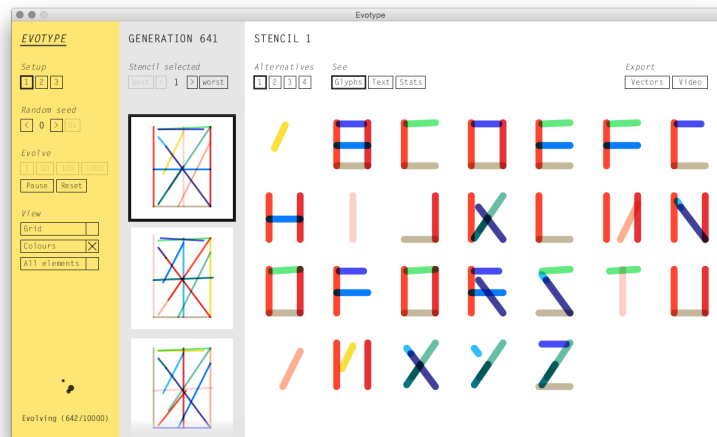 Evotype
EVOTYPE
Setup
1 2 3
Random seed
< 0 > Ok
Evolve
1 10 100 1000
Pause Reset
View
Grid
Colours
All elements
Evolving (642/10000)
GENERATION 641
Stencil selected
best < 1 > worst
STENCIL 1
Alternatives See Export
1 2 3 4 Glyphs Text Stats Vectors Video